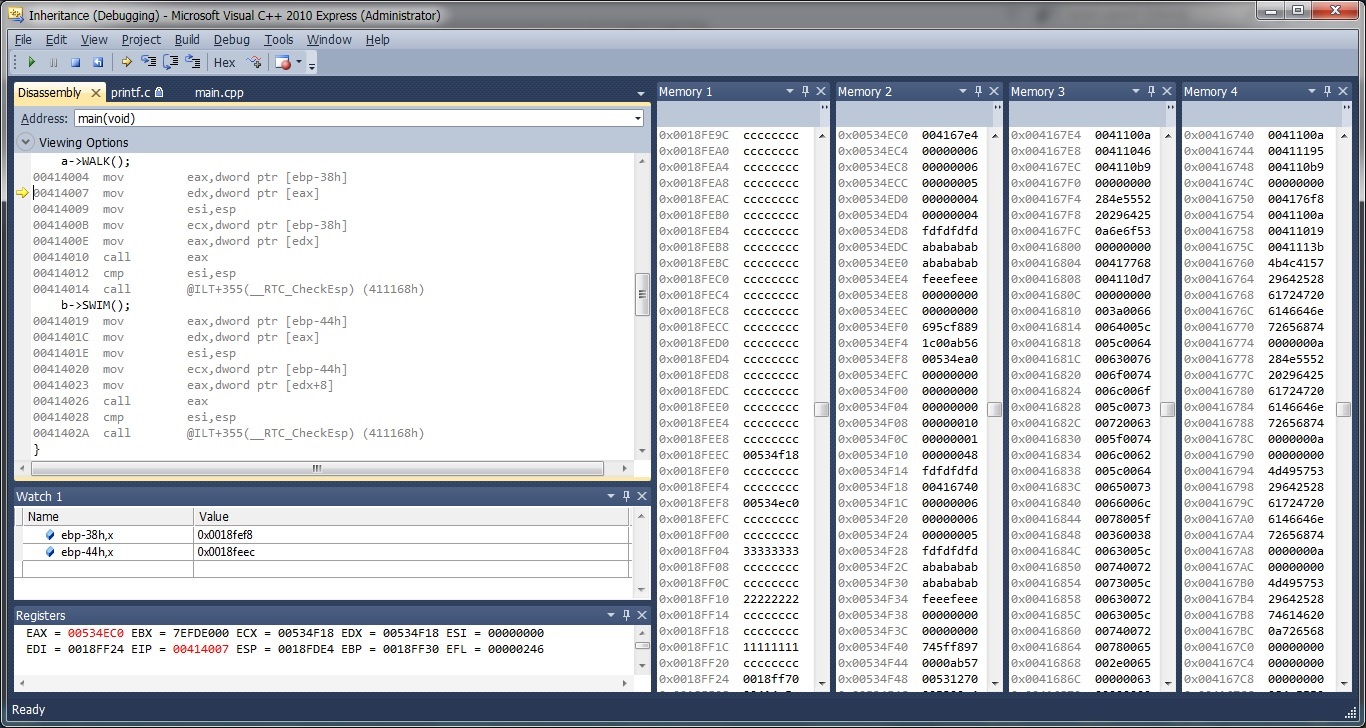 Inheritance (Debugging) - Microsoft Visual C++ 2010 Express (Administrator)
File Edit View Project Build Debug Tools Window Help
Hex
Disassembly printf.c main.cpp
Address: main(void)
Viewing Options
a->WALK();
00414004 mov eax,dword ptr [ebp-38h]
00414007 mov edx,dword ptr [eax]
00414009 mov esi,esp
0041400B mov ecx,dword ptr [ebp-38h]
0041400E mov eax,dword ptr [edx]
00414010 call eax
00414012 cmp esi,esp
00414014 call @ILT+355(__RTC_CheckEsp) (411168h)
b->SWIM();
00414019 mov eax,dword ptr [ebp-44h]
0041401C mov edx,dword ptr [eax]
0041401E mov esi,esp
00414020 mov ecx,dword ptr [ebp-44h]
00414023 mov eax,dword ptr [edx+8]
00414026 call eax
00414028 cmp esi,esp
0041402A call @ILT+355(__RTC_CheckEsp) (411168h)
}
Watch 1
Name Value
ebp-38h,x 0x0018fef8
ebp-44h,x 0x0018feec
Registers
EAX = 00534EC0 EBX = 7EFDE000 ECX = 00534F18 EDX = 00534F18 ESI = 00000000
EDI = 0018FF24 EIP = 00414007 ESP = 0018FDE4 EBP = 0018FF30 EFL = 00000246
Memory 1
0x0018FE9C cccccccc
0x0018FEA0 cccccccc
0x0018FEA4 cccccccc
0x0018FEA8 cccccccc
0x0018FEAC cccccccc
0x0018FEB0 cccccccc
0x0018FEB4 cccccccc
0x0018FEB8 cccccccc
0x0018FEBC cccccccc
0x0018FEC0 cccccccc
0x0018FEC4 cccccccc
0x0018FEC8 cccccccc
0x0018FECC cccccccc
0x0018FED0 cccccccc
0x0018FED4 cccccccc
0x0018FED8 cccccccc
0x0018FEDC cccccccc
0x0018FEE0 cccccccc
0x0018FEE4 cccccccc
0x0018FEE8 cccccccc
0x0018FEEC 00534f18
0x0018FEF0 cccccccc
0x0018FEF4 cccccccc
0x0018FEF8 00534ec0
0x0018FEFC cccccccc
0x0018FF00 cccccccc
0x0018FF04 33333333
0x0018FF08 cccccccc
0x0018FF0C cccccccc
0x0018FF10 22222222
0x0018FF14 cccccccc
0x0018FF18 cccccccc
0x0018FF1C 11111111
0x0018FF20 cccccccc
0x0018FF24 0018ff70
Memory 2
0x00534EC0 004167e4
0x00534EC4 00000006
0x00534EC8 00000006
0x00534ECC 00000005
0x00534ED0 00000004
0x00534ED4 00000004
0x00534ED8 fdfdfdfd
0x00534EDC abababab
0x00534EE0 abababab
0x00534EE4 feeefeee
0x00534EE8 00000000
0x00534EEC 00000000
0x00534EF0 695cf889
0x00534EF4 1c00ab56
0x00534EF8 00534ea0
0x00534EFC 00000000
0x00534F00 00000000
0x00534F04 00000000
0x00534F08 00000010
0x00534F0C 00000001
0x00534F10 00000048
0x00534F14 fdfdfdfd
0x00534F18 00416740
0x00534F1C 00000006
0x00534F20 00000006
0x00534F24 00000005
0x00534F28 fdfdfdfd
0x00534F2C abababab
0x00534F30 abababab
0x00534F34 feeefeee
0x00534F38 00000000
0x00534F3C 00000000
0x00534F40 745ff897
0x00534F44 0000ab57
0x00534F48 00531270
Memory 3
0x004167E4 0041100a
0x004167E8 00411046
0x004167EC 004110b9
0x004167F0 00000000
0x004167F4 284e5552
0x004167F8 20296425
0x004167FC 0a6e6f53
0x00416800 00000000
0x00416804 00417768
0x00416808 004110d7
0x0041680C 00000000
0x00416810 003a0066
0x00416814 0064005c
0x00416818 005c0064
0x0041681C 00630076
0x00416820 006f0074
0x00416824 006c006f
0x00416828 005c0073
0x0041682C 00720063
0x00416830 005f0074
0x00416834 006c0062
0x00416838 005c0064
0x0041683C 00650073
0x00416840 0066006c
0x00416844 0078005f
0x00416848 00360038
0x0041684C 0063005c
0x00416850 00740072
0x00416854 0073005c
0x00416858 00630072
0x0041685C 0063005c
0x00416860 00740072
0x00416864 00780065
0x00416868 002e0065
0x0041686C 00000063
Memory 4
0x00416740 0041100a
0x00416744 00411195
0x00416748 004110b9
0x0041674C 00000000
0x00416750 004176f8
0x00416754 0041100a
0x00416758 00411019
0x0041675C 0041113b
0x00416760 4b4c4157
0x00416764 29642528
0x00416768 61724720
0x0041676C 6146646e
0x00416770 72656874
0x00416774 0000000a
0x00416778 284e5552
0x0041677C 20296425
0x00416780 61724720
0x00416784 6146646e
0x00416788 72656874
0x0041678C 0000000a
0x00416790 00000000
0x00416794 4d495753
0x00416798 29642528
0x0041679C 61724720
0x004167A0 6146646e
0x004167A4 72656874
0x004167A8 0000000a
0x004167AC 00000000
0x004167B0 4d495753
0x004167B4 29642528
0x004167B8 74614620
0x004167BC 0a726568
0x004167C0 00000000
0x004167C4 00000000
0x004167C8 00000000
Ready